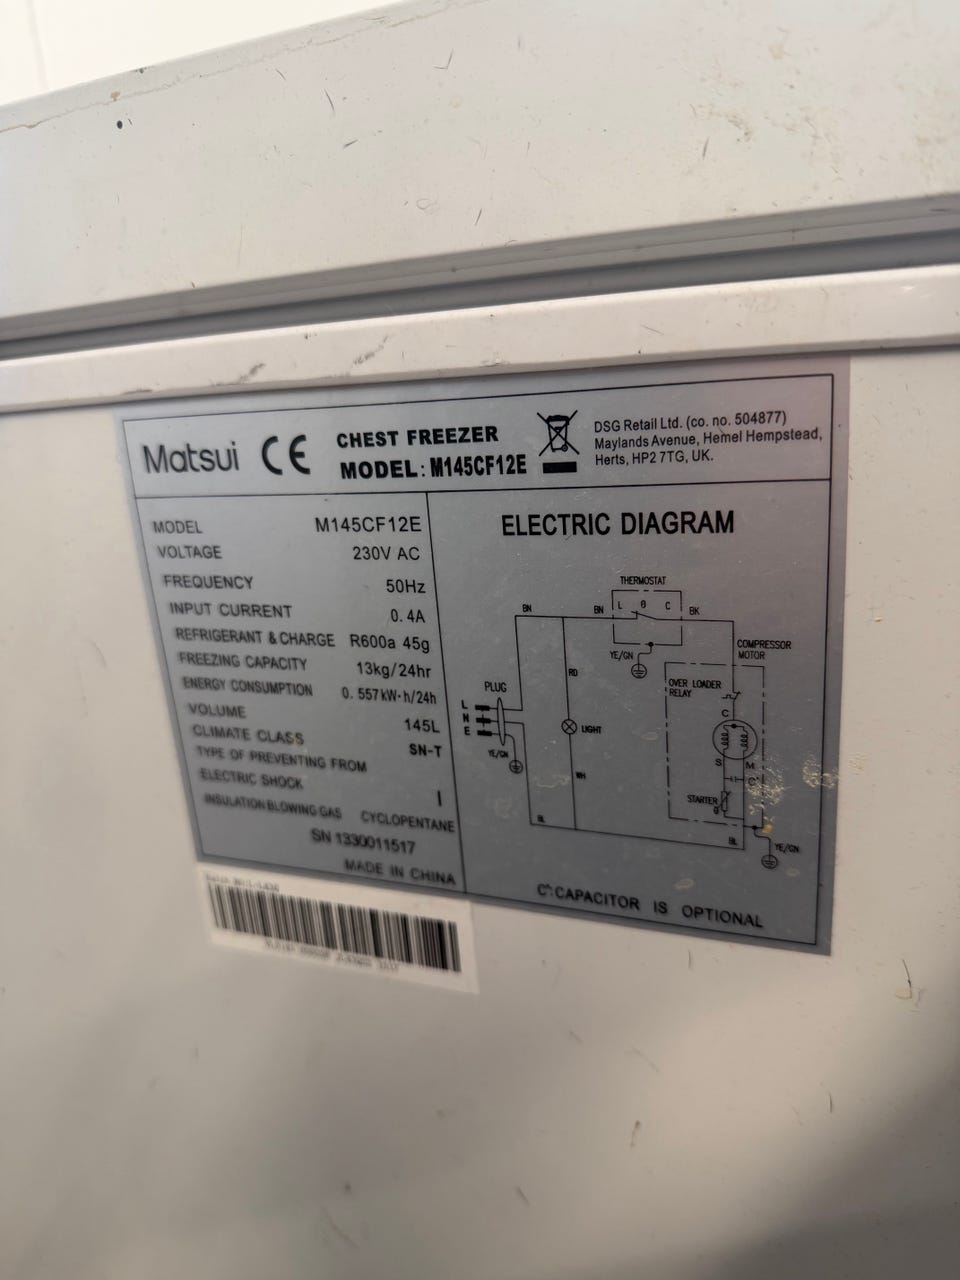 Matsui CE
CHEST FREEZER
MODEL: M145CF12E
DSG Retail Ltd. (co. no. 504877)
Maylands Avenue, Hemel Hempstead,
Herts, HP2 7TG, UK.
MODEL M145CF12E
VOLTAGE 230V AC
FREQUENCY 50Hz
INPUT CURRENT 0.4A
REFRIGERANT & CHARGE R600a 45g
FREEZING CAPACITY 13kg/24hr
ENERGY CONSUMPTION 0.557kW·h/24h
VOLUME 145L
CLIMATE CLASS SN-T
TYPE OF PREVENTING FROM
ELECTRIC SHOCK I
INSULATION BLOWING GAS CYCLOPENTANE
SN 1330011517
MADE IN CHINA
ELECTRIC DIAGRAM
THERMOSTAT
BN BN L θ C BK
YE/GN
COMPRESSOR
MOTOR
RD
OVER LOADER
RELAY
PLUG
L
N
E
C
LIGHT
YE/GN
S M
WH
C*
STARTER
θ
BL
BL
YE/GN
C*:CAPACITOR IS OPTIONAL